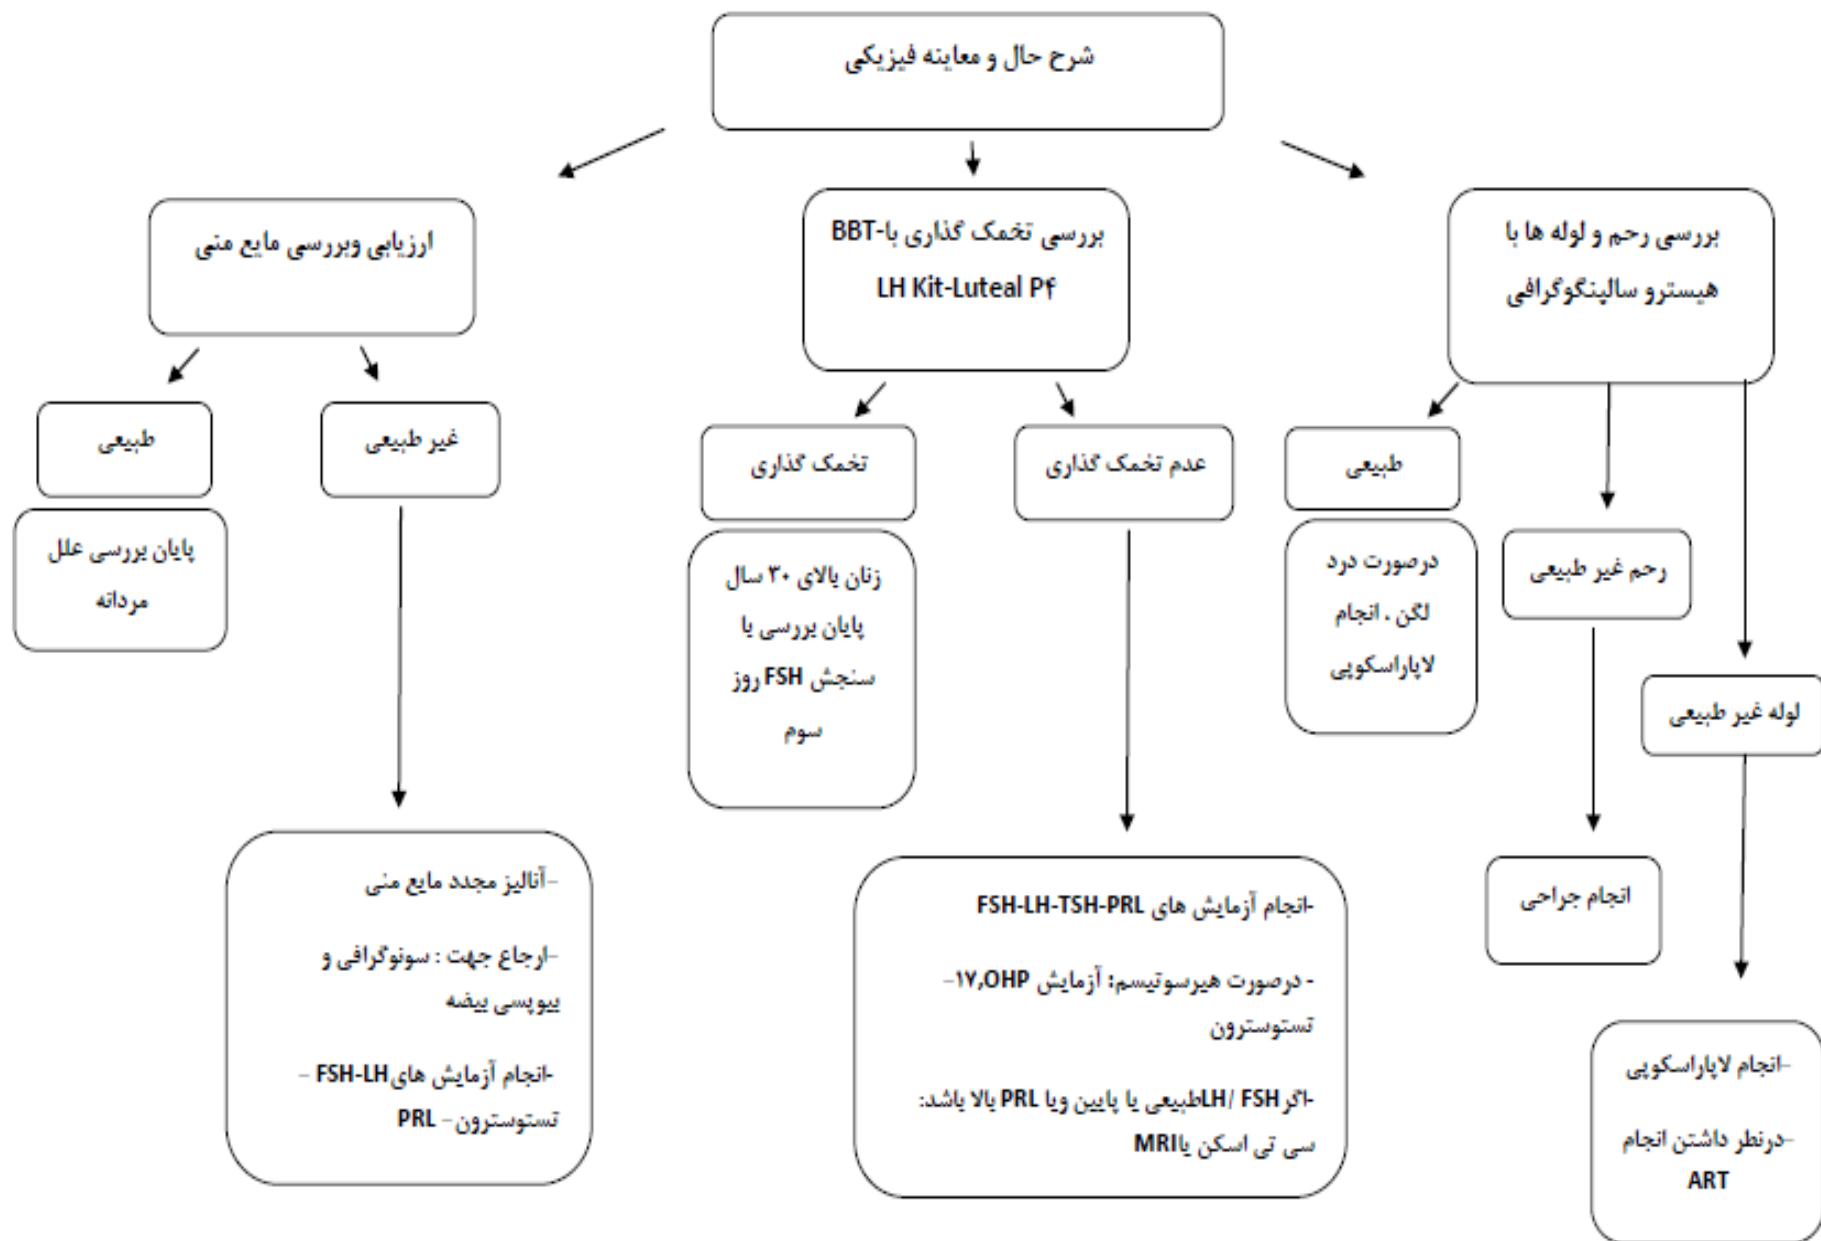 شرح حال و معاینه فیزیکی
بررسی رحم و لوله ها با
هیسترو سالپنگوگرافی
بررسی تخمک گذاری با-BBT
LH Kit-Luteal P۴
ارزیابی وبررسی مایع منی
طبیعی
رحم غیر طبیعی
لوله غیر طبیعی
درصورت درد
لگن ، انجام
لاپاراسکوپی
انجام جراحی
-انجام لاپاراسکوپی
-درنطر داشتن انجام
ART
عدم تخمک گذاری
تخمک گذاری
زنان بالای ۳۰ سال
پایان بررسی با
سنجش FSH روز
سوم
-انجام آزمایش های FSH-LH-TSH-PRL
- درصورت هیرسوتیسم: آزمایش ۱۷,OHP-
تستوسترون
-اگر LH/ FSHطبیعی یا پایین ویا PRL بالا باشد:
سی تی اسکن یاMRI
غیر طبیعی
طبیعی
پایان بررسی علل
مردانه
-آنالیز مجدد مایع منی
-ارجاع جهت : سونوگرافی و
بیوپسی بیضه
-انجام آزمایش هایFSH-LH –
تستوسترون- PRL